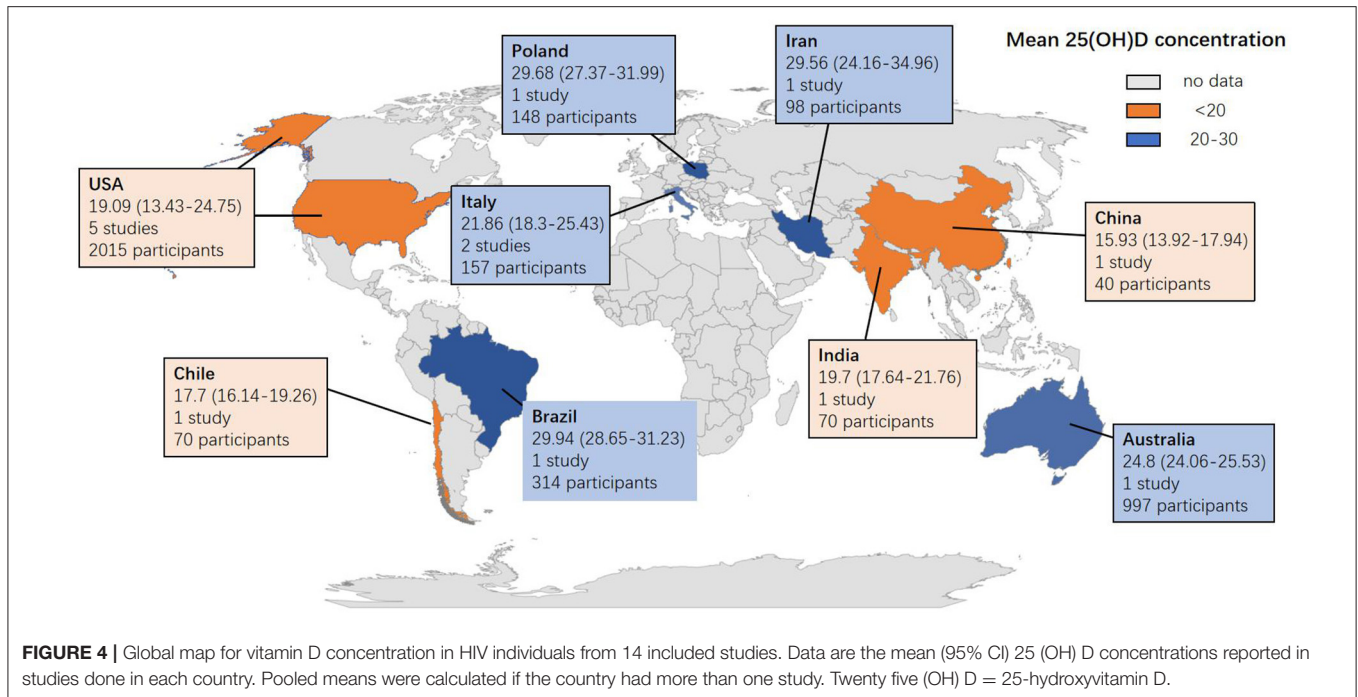 Mean 25(OH)D concentration
no data
<20
20-30
Poland
29.68 (27.37-31.99)
1 study
148 participants
Iran
29.56 (24.16-34.96)
1 study
98 participants
USA
19.09 (13.43-24.75)
5 studies
2015 participants
Italy
21.86 (18.3-25.43)
2 studies
157 participants
China
15.93 (13.92-17.94)
1 study
40 participants
Chile
17.7 (16.14-19.26)
1 study
70 participants
Brazil
29.94 (28.65-31.23)
1 study
314 participants
India
19.7 (17.64-21.76)
1 study
70 participants
Australia
24.8 (24.06-25.53)
1 study
997 participants
FIGURE 4 | Global map for vitamin D concentration in HIV individuals from 14 included studies. Data are the mean (95% CI) 25 (OH) D concentrations reported in
studies done in each country. Pooled means were calculated if the country had more than one study. Twenty five (OH) D = 25-hydroxyvitamin D.